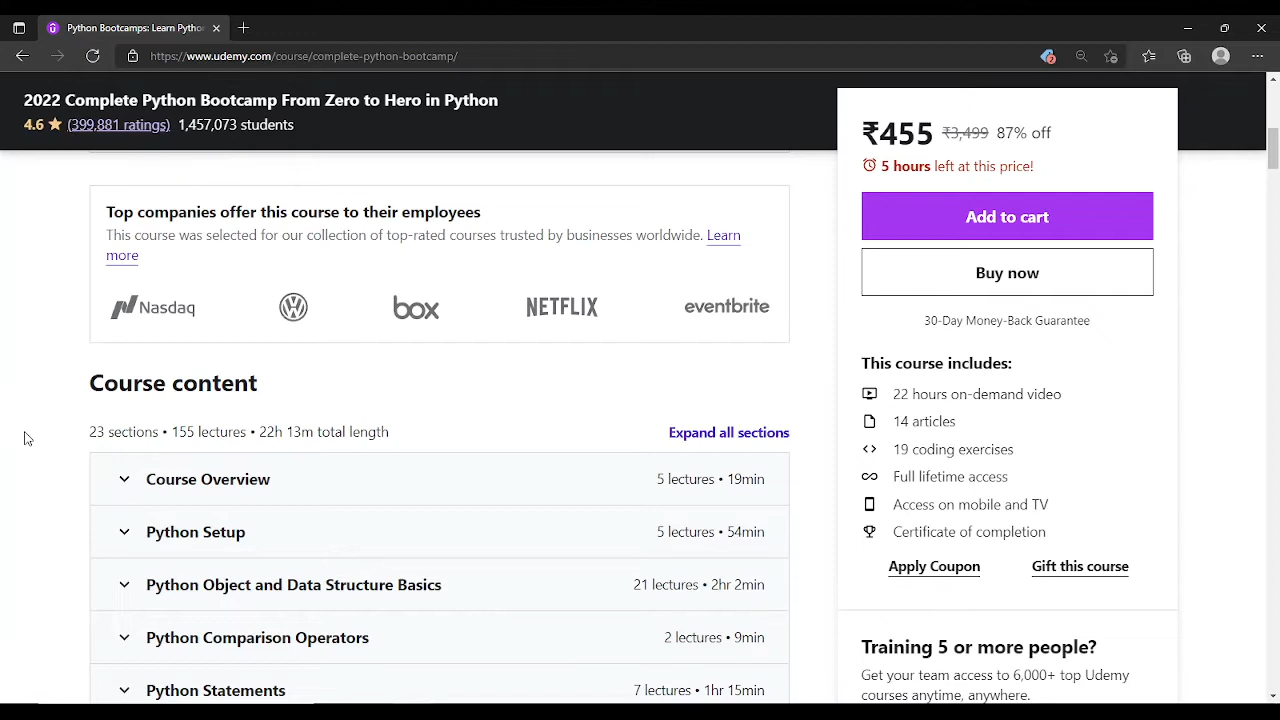 Python Bootcamps: Learn Pytho
https://www.udemy.com/course/complete-python-bootcamp/
2
2022 Complete Python Bootcamp From Zero to Hero in Python
4.6 ★ (399,881 ratings) 1,457,073 students
Top companies offer this course to their employees
This course was selected for our collection of top-rated courses trusted by businesses worldwide. Learn
more
Nasdaq
VW
box
NETFLIX
eventbrite
Course content
23 sections • 155 lectures • 22h 13m total length
Expand all sections
Course Overview
5 lectures • 19min
Python Setup
5 lectures • 54min
Python Object and Data Structure Basics
21 lectures • 2hr 2min
Python Comparison Operators
2 lectures • 9min
Python Statements
7 lectures • 1hr 15min
₹455 ₹3,499 87% off
5 hours left at this price!
Add to cart
Buy now
30-Day Money-Back Guarantee
This course includes:
22 hours on-demand video
14 articles
19 coding exercises
Full lifetime access
Access on mobile and TV
Certificate of completion
Apply Coupon
Gift this course
Training 5 or more people?
Get your team access to 6,000+ top Udemy
courses anytime, anywhere.